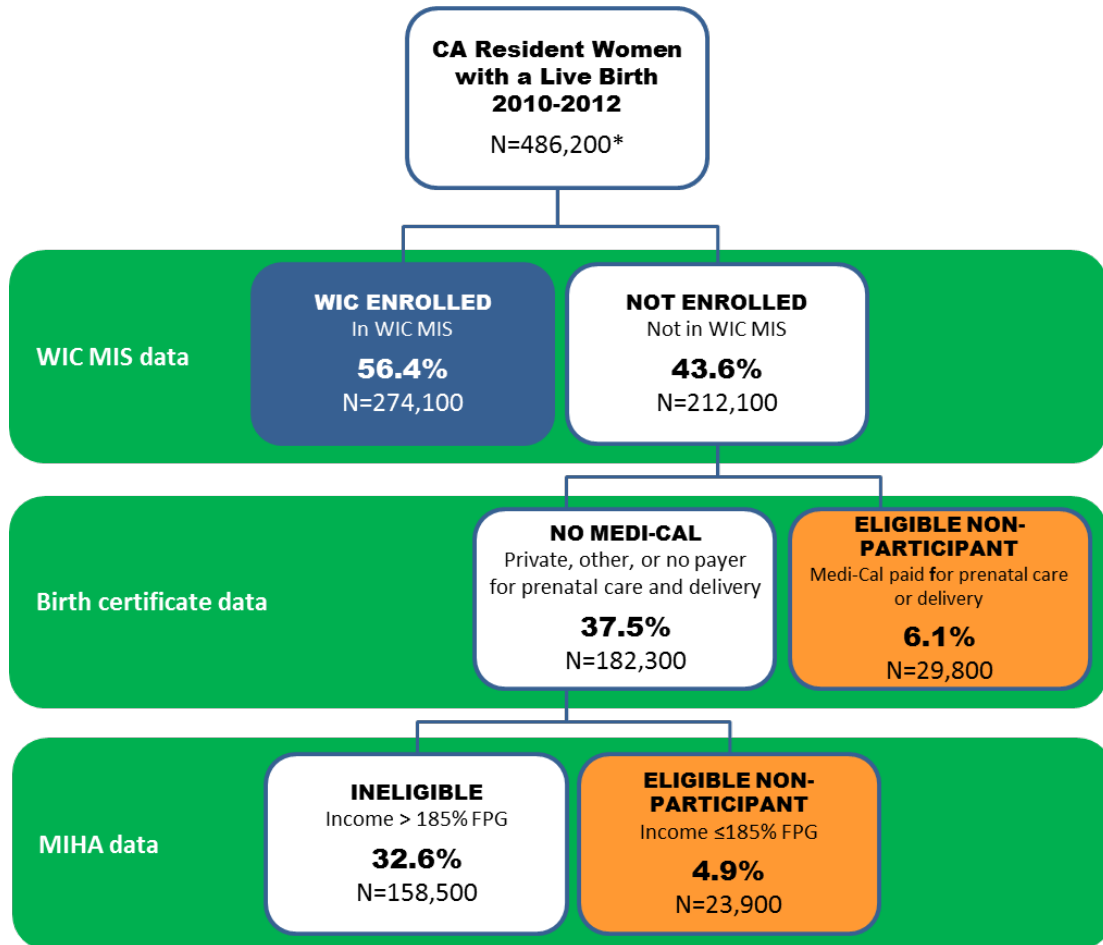 CA Resident Women
with a Live Birth
2010-2012
N=486,200*
WIC MIS data
WIC ENROLLED
In WIC MIS
56.4%
N=274,100
NOT ENROLLED
Not in WIC MIS
43.6%
N=212,100
Birth certificate data
NO MEDI-CAL
Private, other, or no payer
for prenatal care and delivery
37.5%
N=182,300
ELIGIBLE NON-
PARTICIPANT
Medi-Cal paid for prenatal care
or delivery
6.1%
N=29,800
MIHA data
INELIGIBLE
Income > 185% FPG
32.6%
N=158,500
ELIGIBLE NON-
PARTICIPANT
Income ≤185% FPG
4.9%
N=23,900